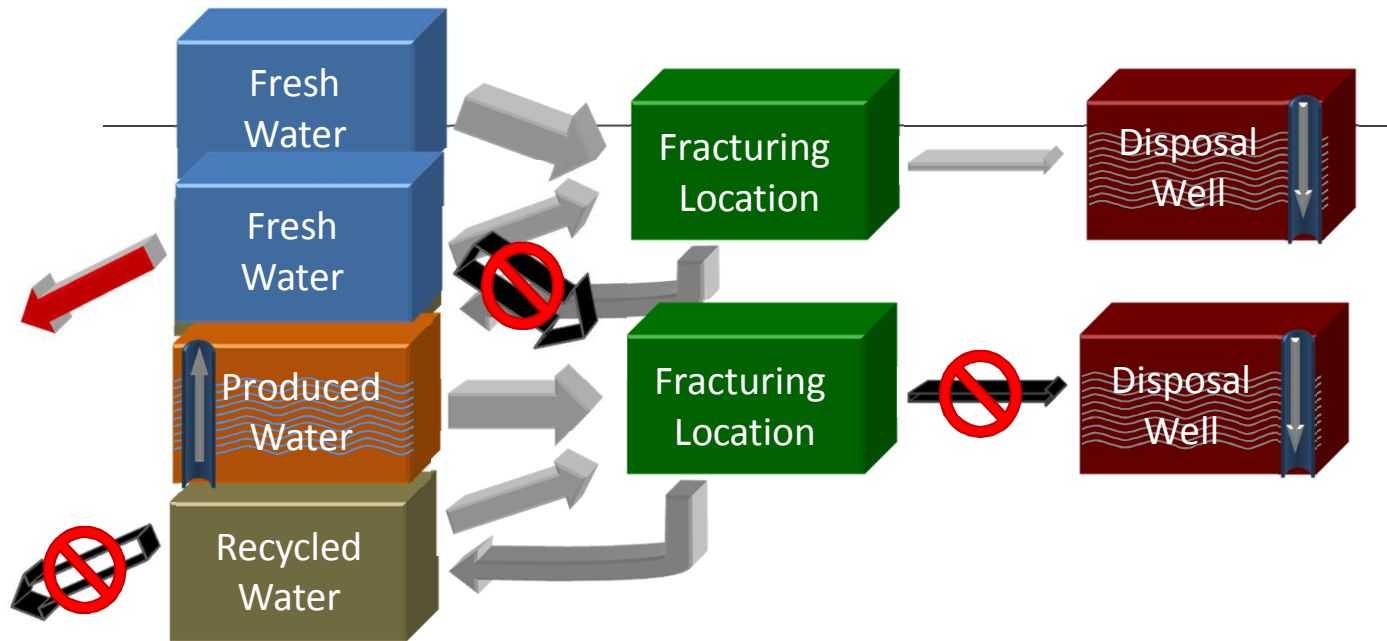 Fresh
Water
Fracturing
Location
Disposal
Well
Fresh
Water
Produced
Water
Fracturing
Location
Disposal
Well
Recycled
Water